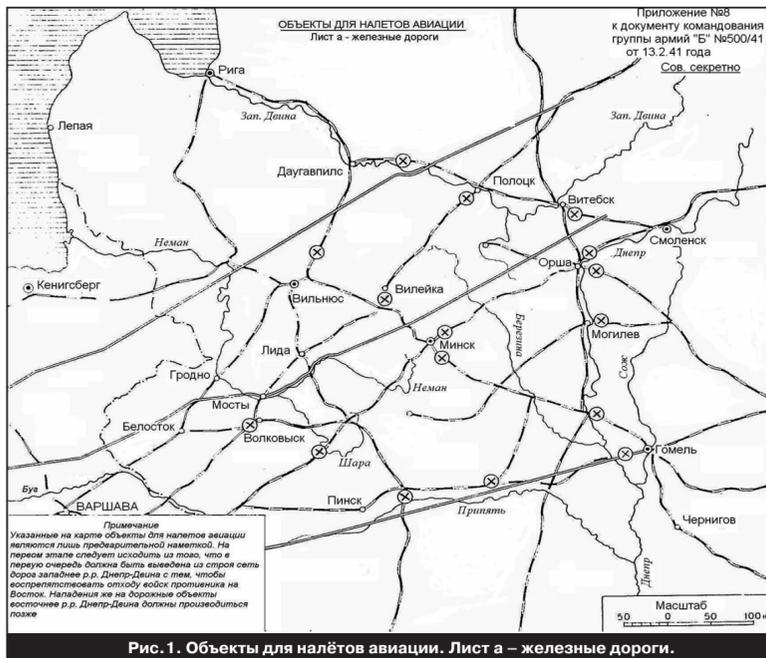 ОБЪЕКТЫ ДЛЯ НАЛЕТОВ АВИАЦИИ
Лист а - железные дороги
Приложение №8
к документу командования
группы армий "Б" №500/41
от 13.2.41 года
Сов. секретно
Рига
Зап. Двина
Зап. Двина
Лепая
Даугавпилс
Полоцк
Витебск
Смоленск
Неман
Днепр
Орша
Кенигсберг
Вильнюс
Вилейка
Березина
Могилев
Минск
Лида
Сож
Гродно
Неман
Мосты
Белосток
Волковыск
Шара
Гомель
Буг
ВАРШАВА
Пинск
Припять
Чернигов
Днепр
Примечание
Указанные на карте объекты для налетов авиации
являются лишь предварительной наметкой. На
первом этапе следует исходить из того, что в
первую очередь должна быть выведена из строя сеть
дорог западнее р.р. Днепр-Двина с тем, чтобы
воспрепятствовать отходу войск противника на
Восток. Нападения же на дорожные объекты
восточнее р.р. Днепр-Двина должны производиться
позже
Масштаб
50 0 50 100
Рис.1. Объекты для налётов авиации. Лист а – железные дороги.